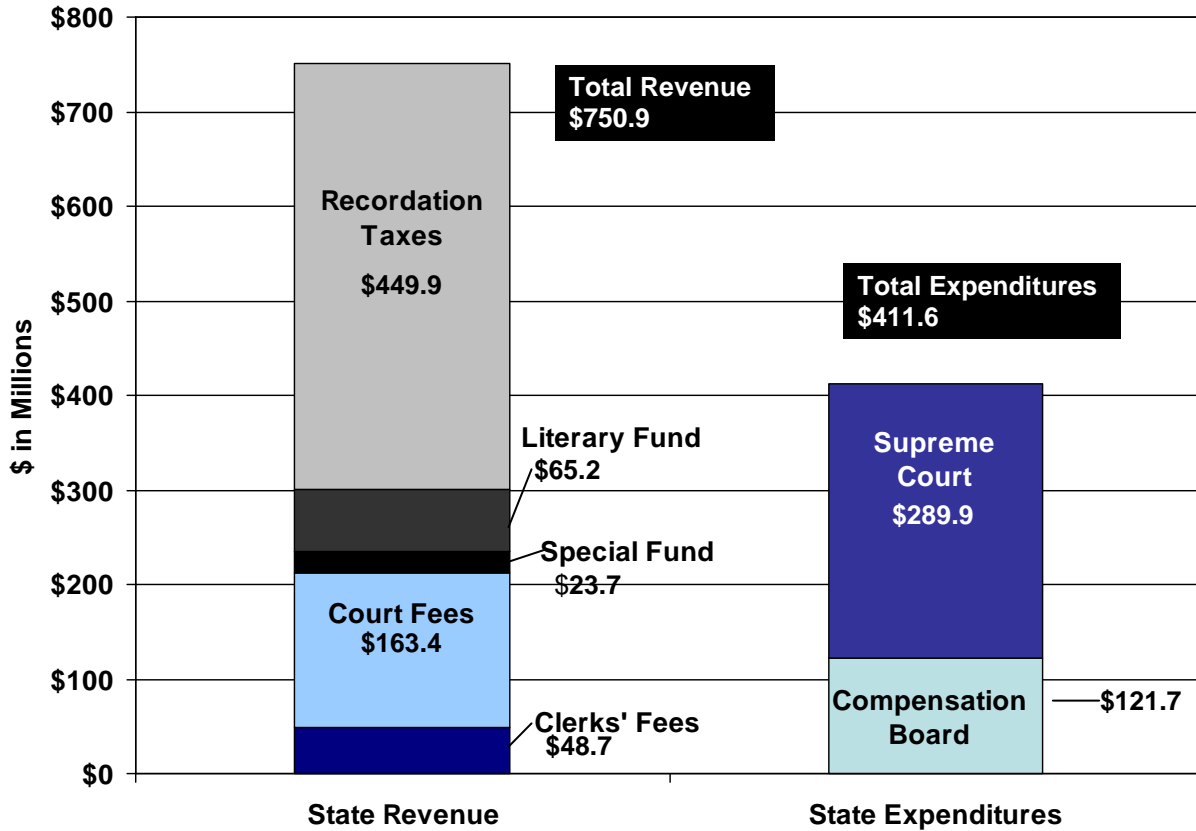 $800
$700
$600
$500
$400
$300
$200
$100
$0
$ in Millions
Total Revenue
$750.9
Recordation
Taxes
$449.9
Literary Fund
$65.2
Special Fund
$23.7
Court Fees
$163.4
Clerks' Fees
$48.7
Total Expenditures
$411.6
Supreme
Court
$289.9
Compensation
Board
$121.7
State Revenue
State Expenditures